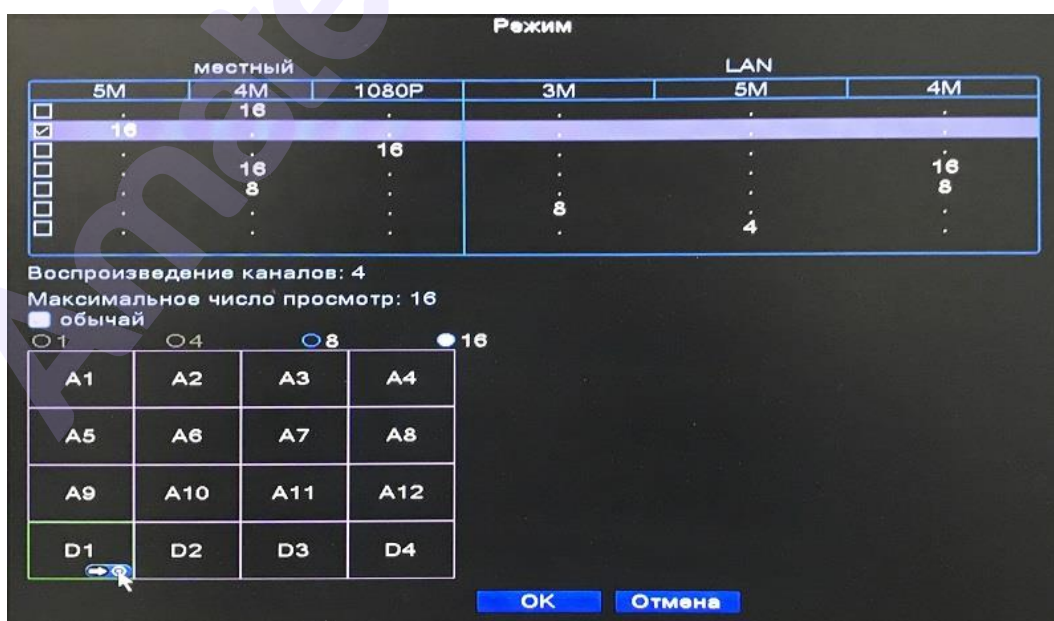 Режим
местный LAN
5M 4M 1080P 3M 5M 4M
. 16 . . . .
16 . . . . .
. . 16 . . .
. 16 . . . 16
. 8 . . . 8
. . . 8 . .
. . . . 4 .
Воспроизведение каналов: 4
Максимальное число просмотр: 16
обычай
1 4 8 16
A1 A2 A3 A4
A5 A6 A7 A8
A9 A10 A11 A12
D1 D2 D3 D4
OK Отмена
Amate